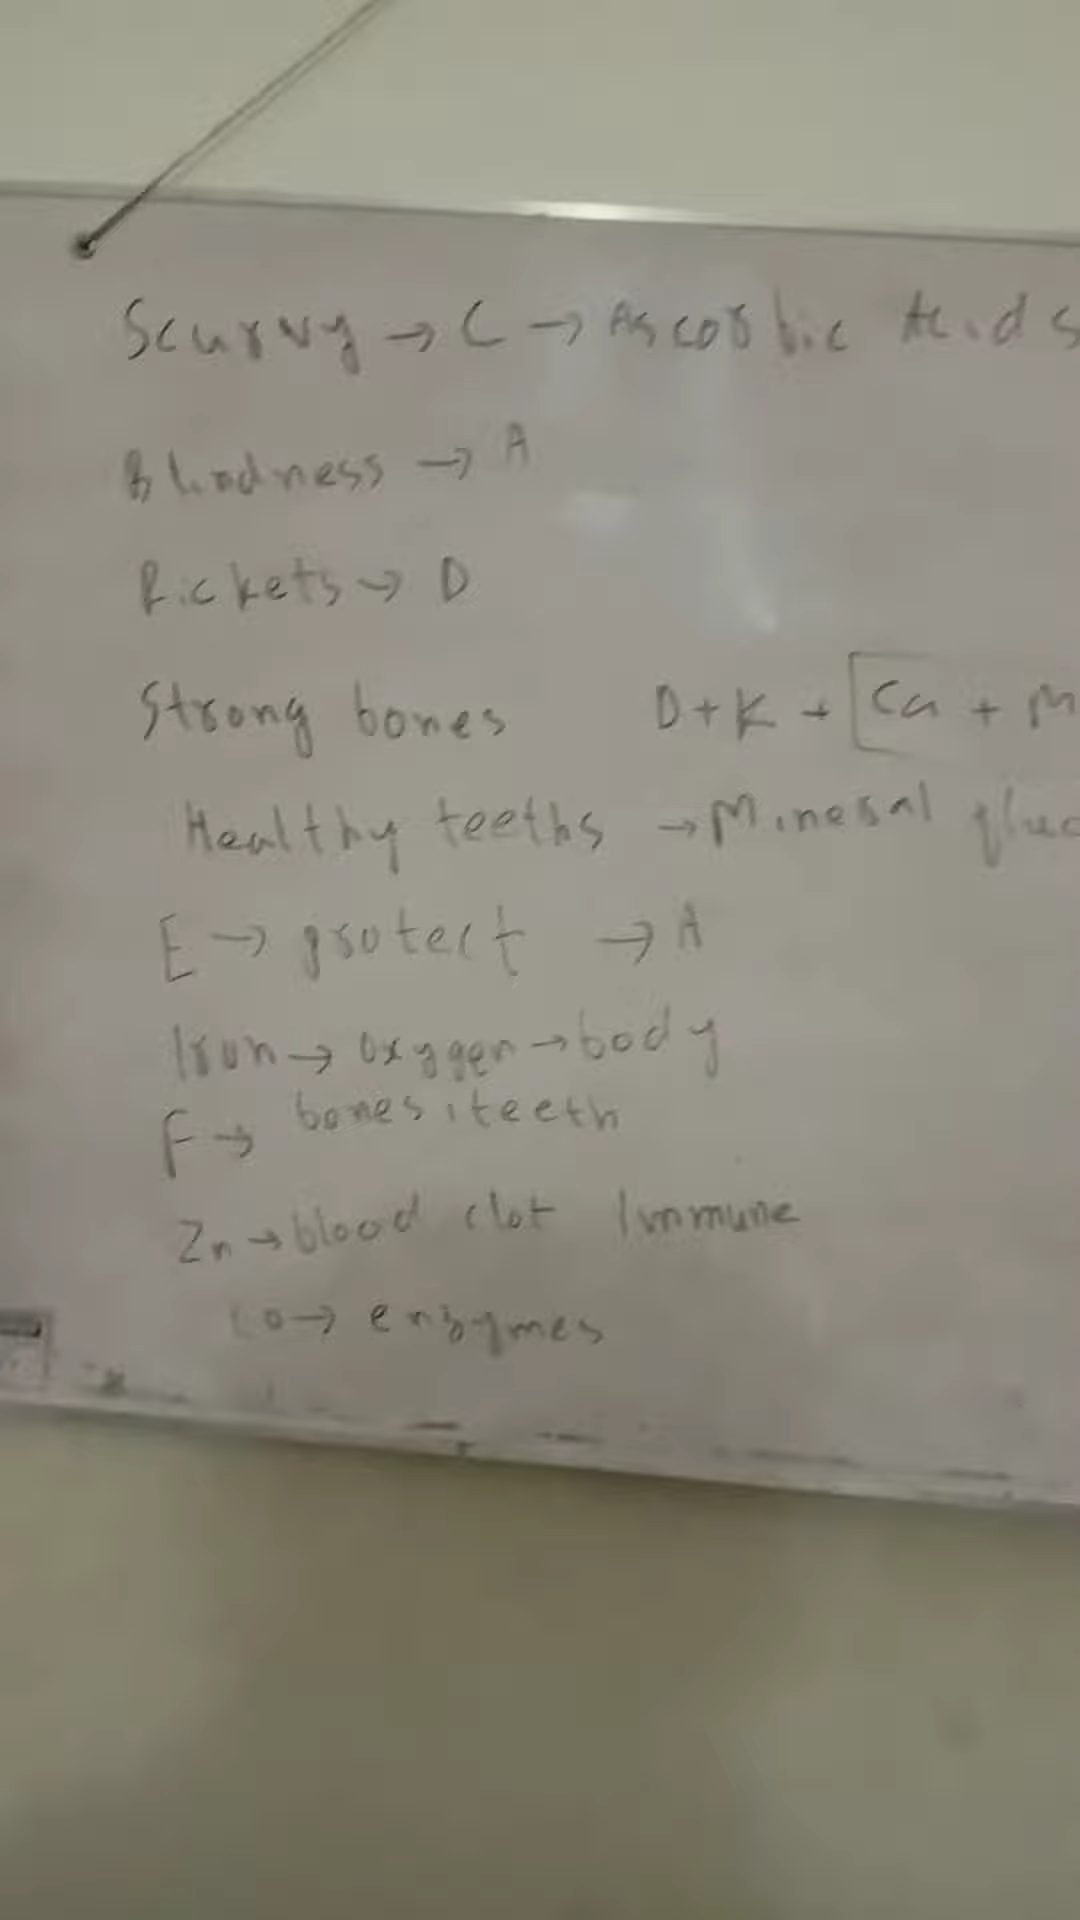 Scurvy → C → Ascorbic Acids
Blindness → A
Rickets → D
Strong bones D+K + [Ca + M
Healthy teeths → Mineral
E → protect → A
Iron → oxygen → body
F → bones, teeth
Zn → blood clot Immune
Co → enzymes